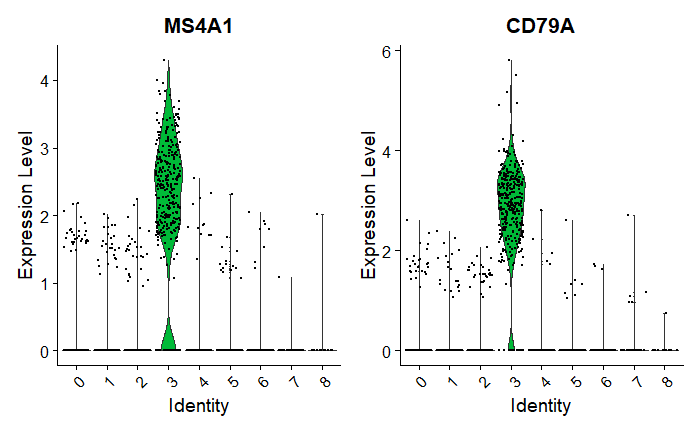 MS4A1
Expression Level
4
3
2
1
0
0 1 2 3 4 5 6 7 8
Identity
CD79A
Expression Level
6
4
2
0
0 1 2 3 4 5 6 7 8
Identity